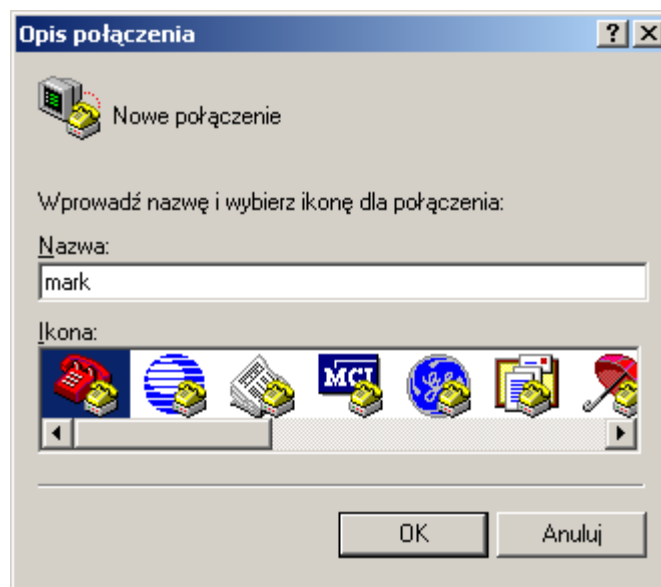 Opis połączenia
Nowe połączenie
Wprowadź nazwę i wybierz ikonę dla połączenia:
Nazwa:
mark
Ikona:
MCI
OK Anuluj